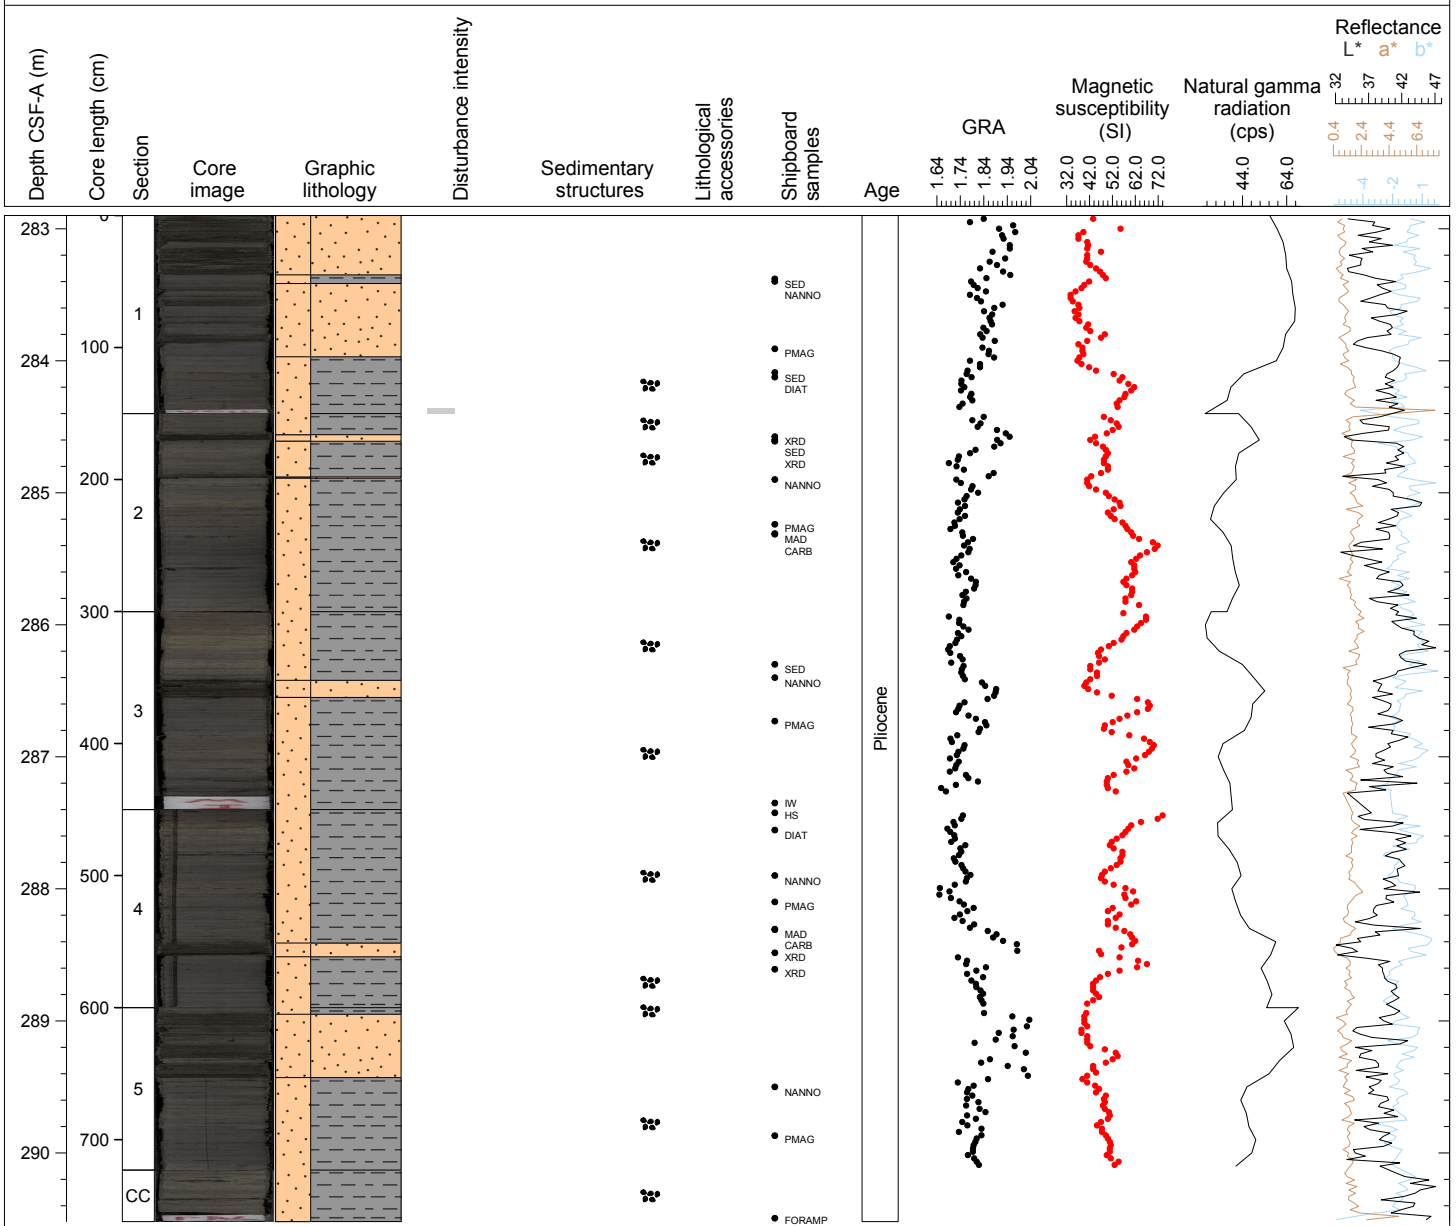 Depth CSF-A (m)
Core length (cm)
Section
Core
image
Graphic
lithology
Disturbance intensity
Sedimentary
structures
Lithological
accessories
Shipboard
samples
Age
GRA
1.64 1.74 1.84 1.94 2.04
Magnetic
susceptibility
(SI)
32.0 42.0 52.0 62.0 72.0
Natural gamma
radiation
(cps)
44.0 64.0
Reflectance
L* a* b*
32 37 42 47
0.4 2.4 4.4 6.4
-4 -2 1
0
283
SED
NANNO
1
100
PMAG
284
SED
DIAT
XRD
SED
XRD
200
NANNO
285
2
PMAG
MAD
CARB
300
286
SED
NANNO
3
PMAG
Pliocene
400
287
IW
HS
DIAT
500
NANNO
288
4
PMAG
MAD
CARB
XRD
XRD
600
289
5
NANNO
700
PMAG
290
CC
FORAMP